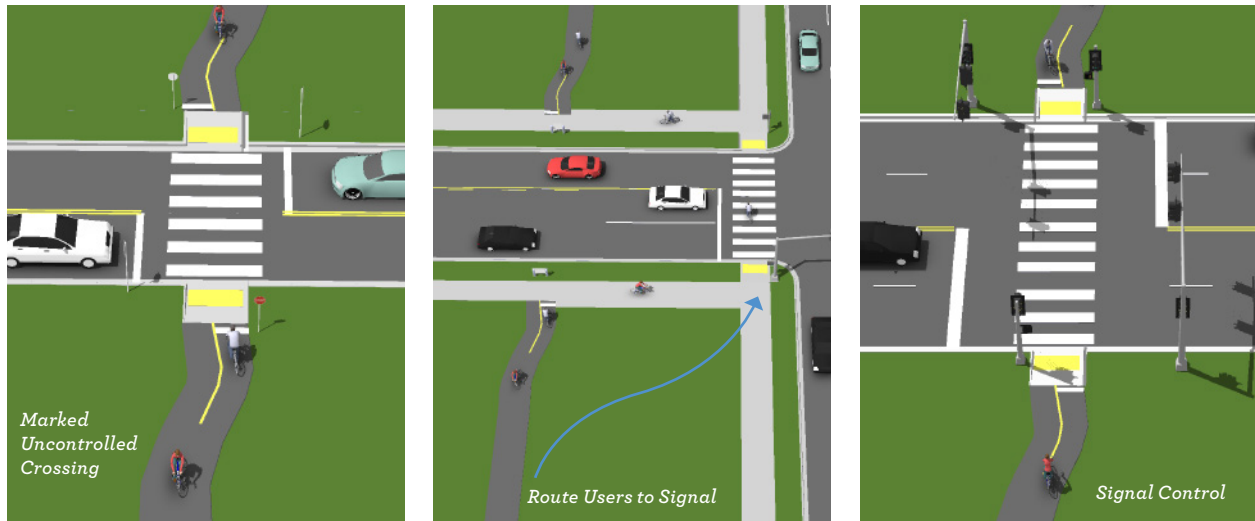 Marked
Uncontrolled
Crossing
Route Users to Signal
Signal Control